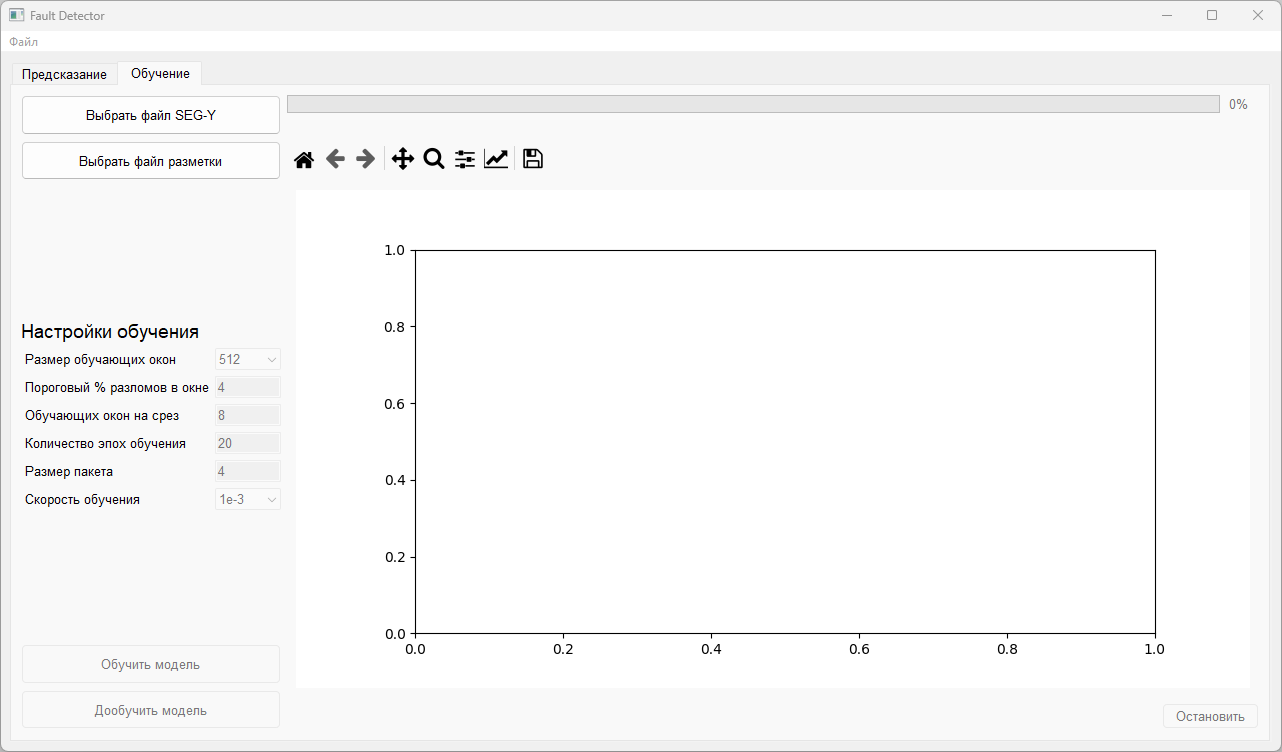 Fault Detector
Файл
Предсказание Обучение
Выбрать файл SEG-Y
0%
Выбрать файл разметки
Настройки обучения
Размер обучающих окон 512
Пороговый % разломов в окне 4
Обучающих окон на срез 8
Количество эпох обучения 20
Размер пакета 4
Скорость обучения 1e-3
Обучить модель
Дообучить модель
1.0
0.8
0.6
0.4
0.2
0.0
0.0 0.2 0.4 0.6 0.8 1.0
Остановить